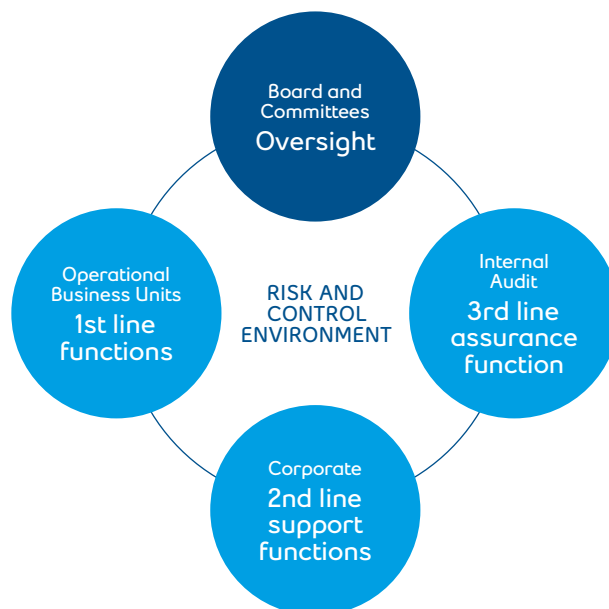 Board and
Committees
Oversight
Operational
Business Units
1st line
functions
RISK AND
CONTROL
ENVIRONMENT
Internal
Audit
3rd line
assurance
function
Corporate
2nd line
support
functions